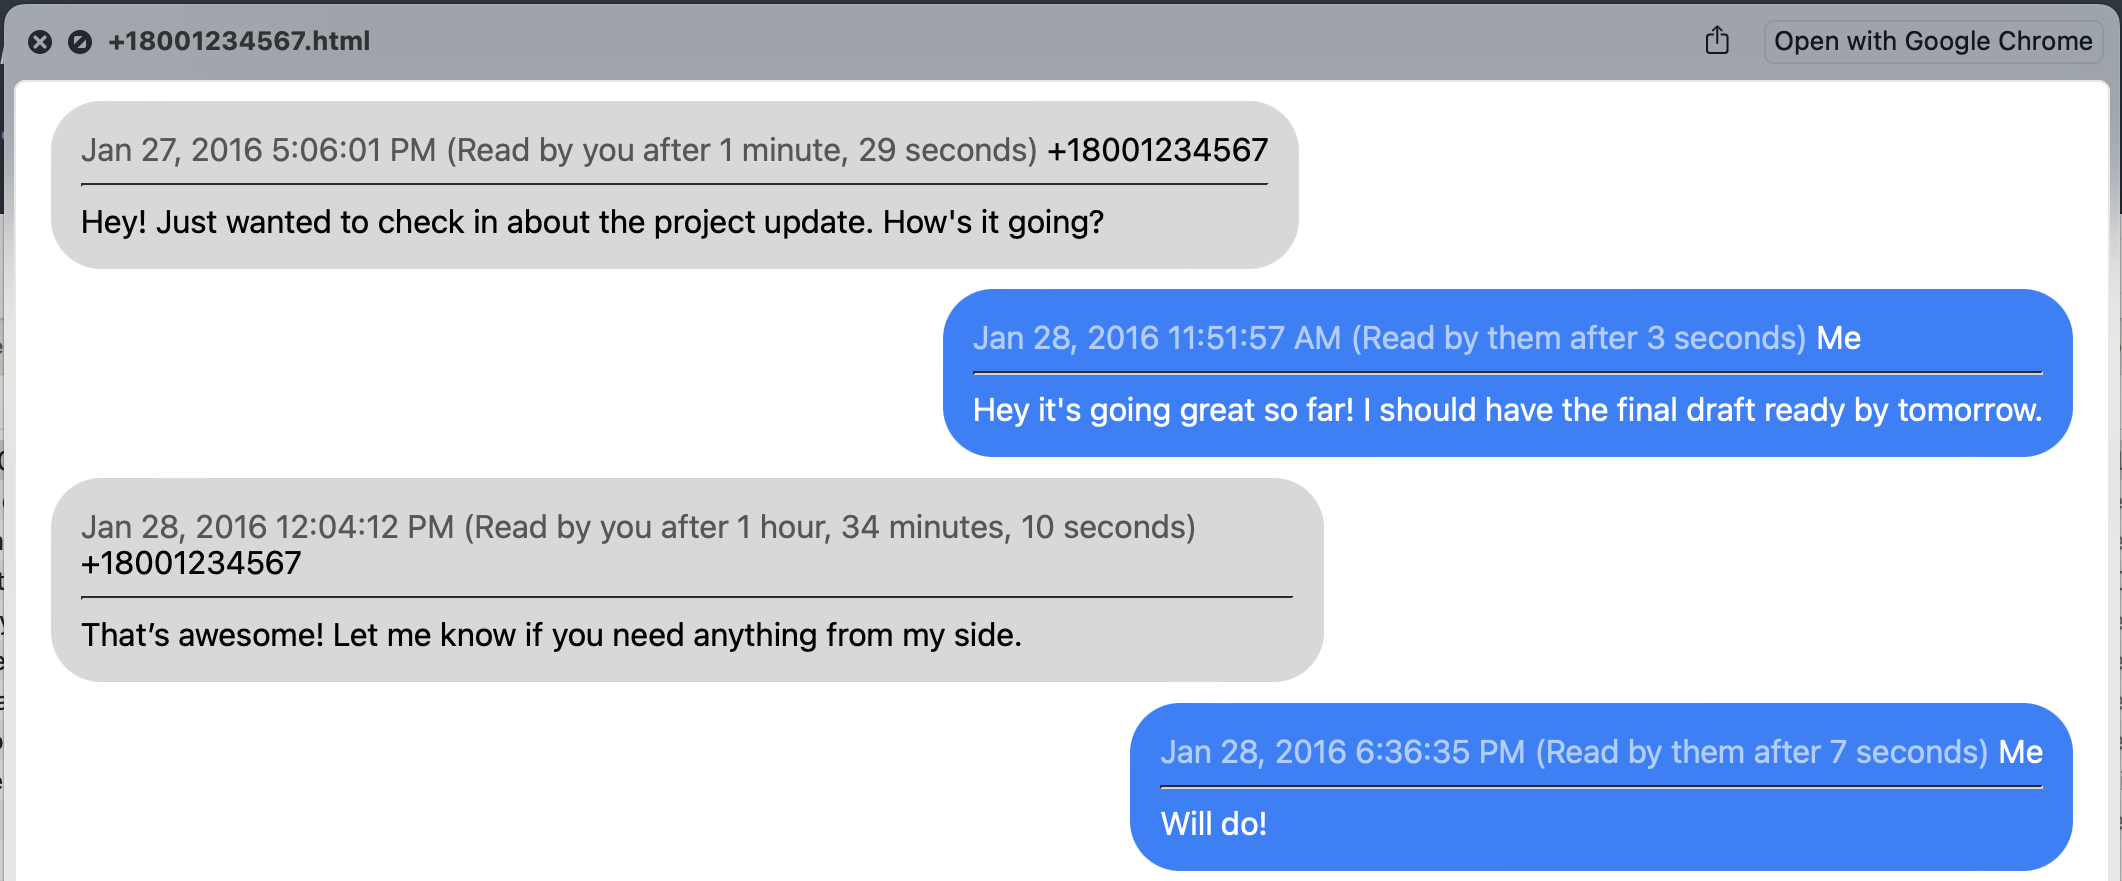 +18001234567.html
Open with Google Chrome
Jan 27, 2016 5:06:01 PM (Read by you after 1 minute, 29 seconds) +18001234567
Hey! Just wanted to check in about the project update. How's it going?
Jan 28, 2016 11:51:57 AM (Read by them after 3 seconds) Me
Hey it's going great so far! I should have the final draft ready by tomorrow.
Jan 28, 2016 12:04:12 PM (Read by you after 1 hour, 34 minutes, 10 seconds)
+18001234567
That’s awesome! Let me know if you need anything from my side.
Jan 28, 2016 6:36:35 PM (Read by them after 7 seconds) Me
Will do!